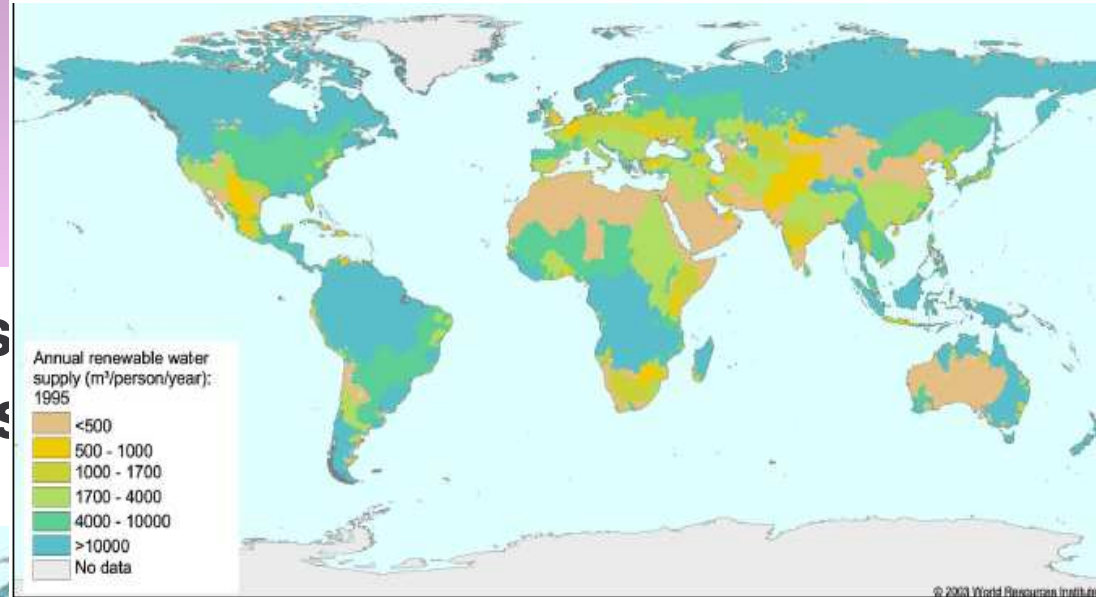 s
s
Annual renewable water
supply (m³/person/year):
1995
<500
500 - 1000
1000 - 1700
1700 - 4000
4000 - 10000
>10000
No data
© 2003 World Resources Institute